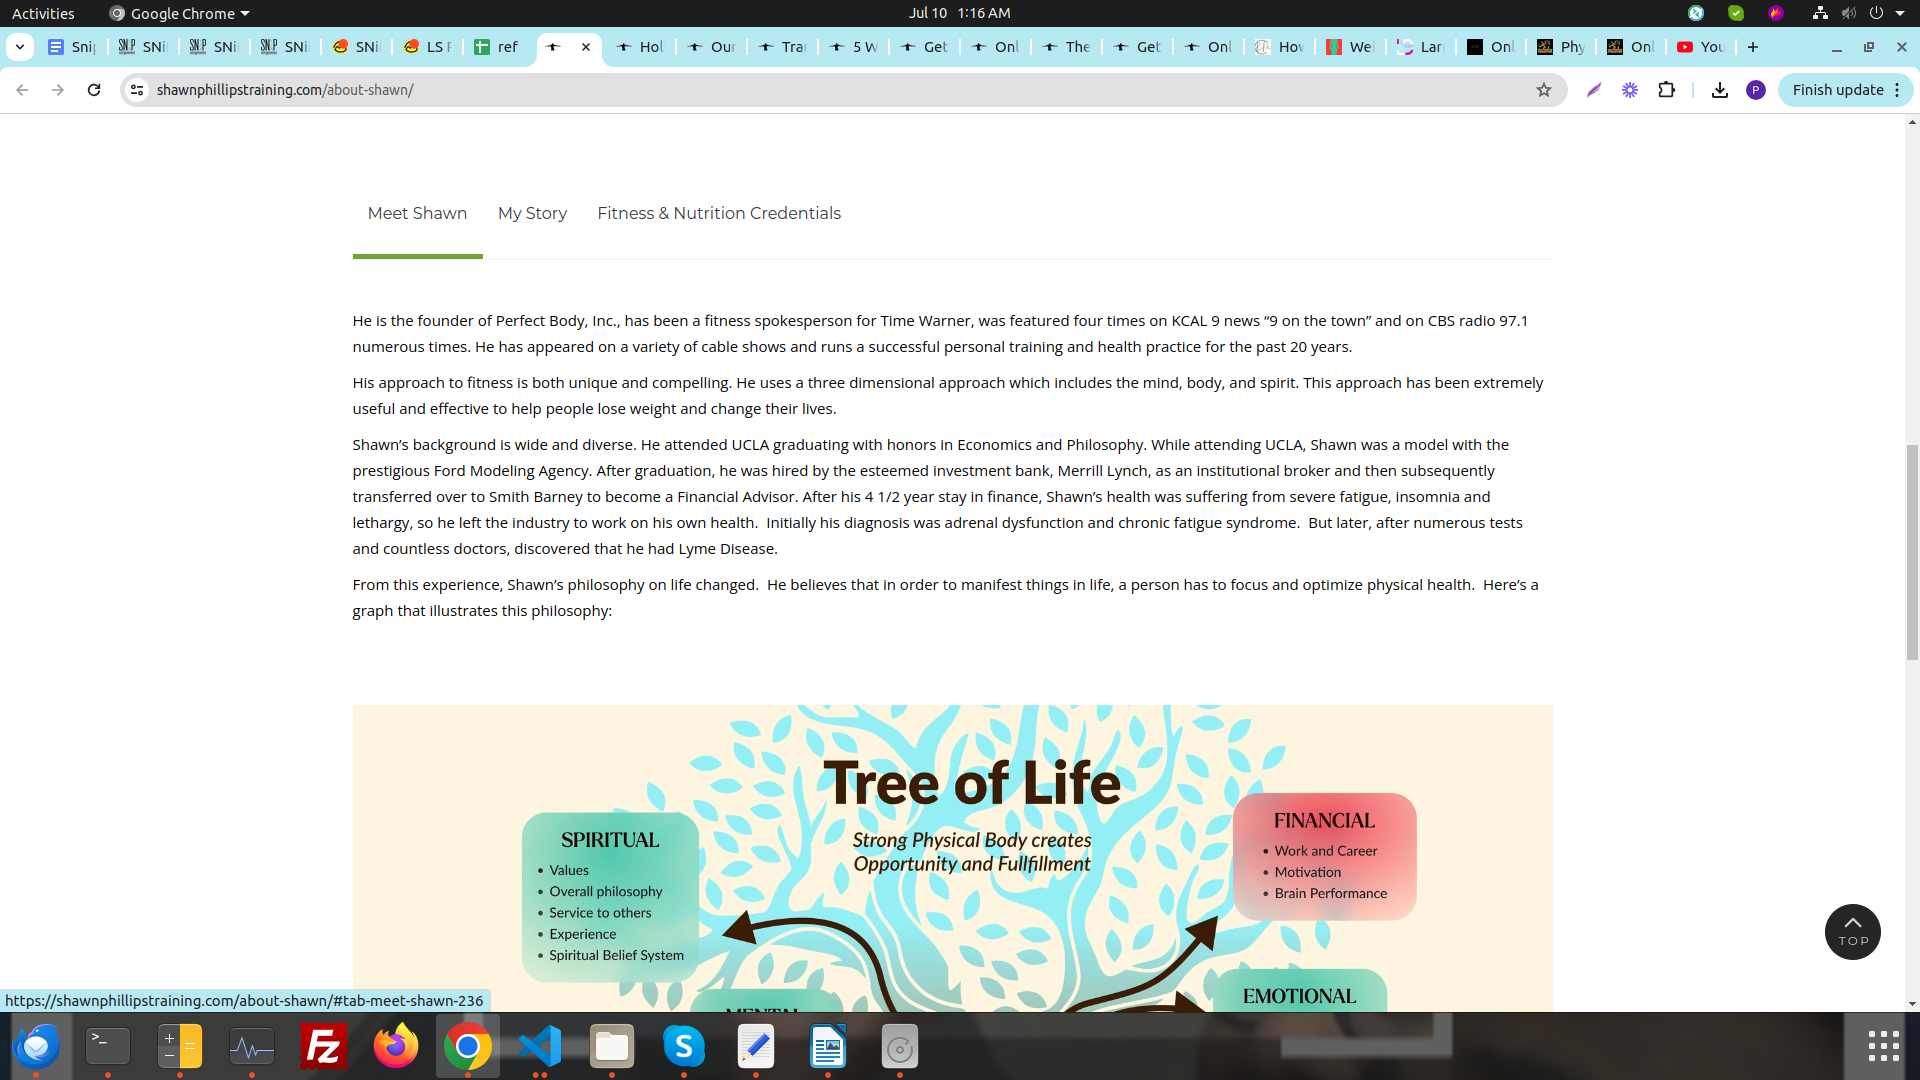 Activities
Google Chrome
Jul 10 1:16 AM
Snip
SNi
SNi
SNi
SNi
LS F
ref
Hol
Our
Trai
5 W
Get
Onl
The
Get
Onl
Hov
Wei
Lar
Onl
Phy
Onl
You
shawnphillipstraining.com/about-shawn/
P
Finish update
Meet Shawn
My Story
Fitness & Nutrition Credentials
He is the founder of Perfect Body, Inc., has been a fitness spokesperson for Time Warner, was featured four times on KCAL 9 news “9 on the town” and on CBS radio 97.1
numerous times. He has appeared on a variety of cable shows and runs a successful personal training and health practice for the past 20 years.
His approach to fitness is both unique and compelling. He uses a three dimensional approach which includes the mind, body, and spirit. This approach has been extremely
useful and effective to help people lose weight and change their lives.
Shawn’s background is wide and diverse. He attended UCLA graduating with honors in Economics and Philosophy. While attending UCLA, Shawn was a model with the
prestigious Ford Modeling Agency. After graduation, he was hired by the esteemed investment bank, Merrill Lynch, as an institutional broker and then subsequently
transferred over to Smith Barney to become a Financial Advisor. After his 4 1/2 year stay in finance, Shawn’s health was suffering from severe fatigue, insomnia and
lethargy, so he left the industry to work on his own health.  Initially his diagnosis was adrenal dysfunction and chronic fatigue syndrome.  But later, after numerous tests
and countless doctors, discovered that he had Lyme Disease.
From this experience, Shawn’s philosophy on life changed.  He believes that in order to manifest things in life, a person has to focus and optimize physical health.  Here’s a
graph that illustrates this philosophy:
Tree of Life
Strong Physical Body creates
Opportunity and Fullfillment
SPIRITUAL
• Values
• Overall philosophy
• Service to others
• Experience
• Spiritual Belief System
FINANCIAL
• Work and Career
• Motivation
• Brain Performance
MENTAL
EMOTIONAL
TOP
https://shawnphillipstraining.com/about-shawn/#tab-meet-shawn-236